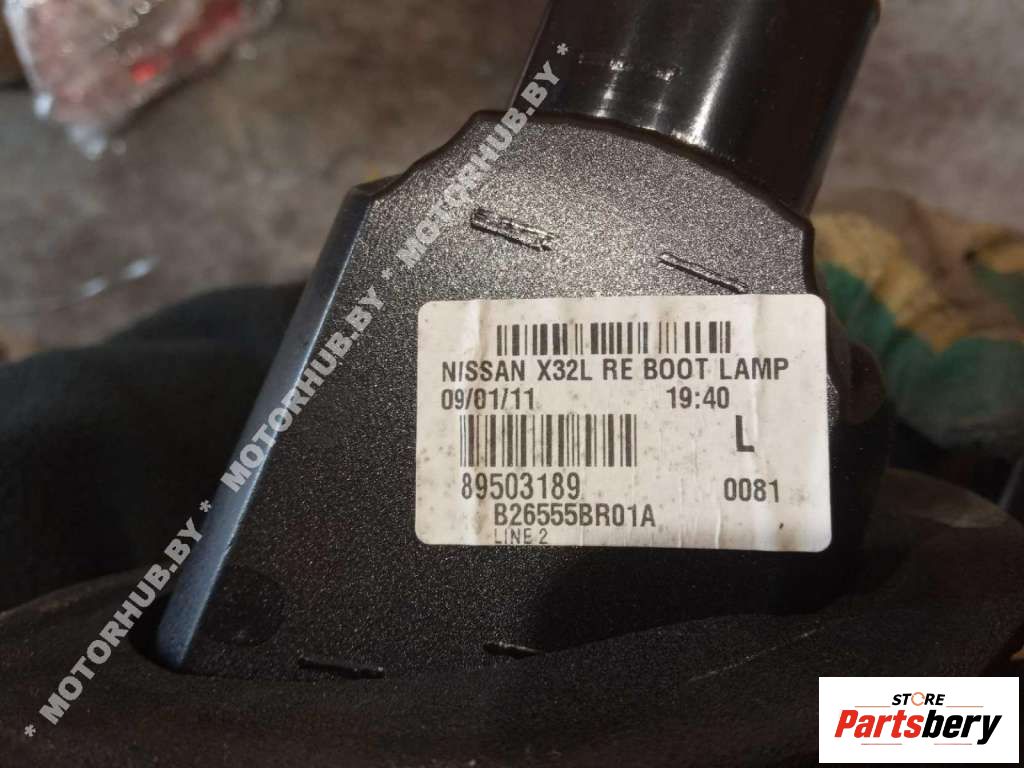 NISSAN X32L RE BOOT LAMP
09/01/11 19:40
L
89503189 0081
B26555BR01A
LINE 2
* MOTORHUB.BY * MOTORHUB.BY * MOTORHUB.BY *
STORE
Partsbery